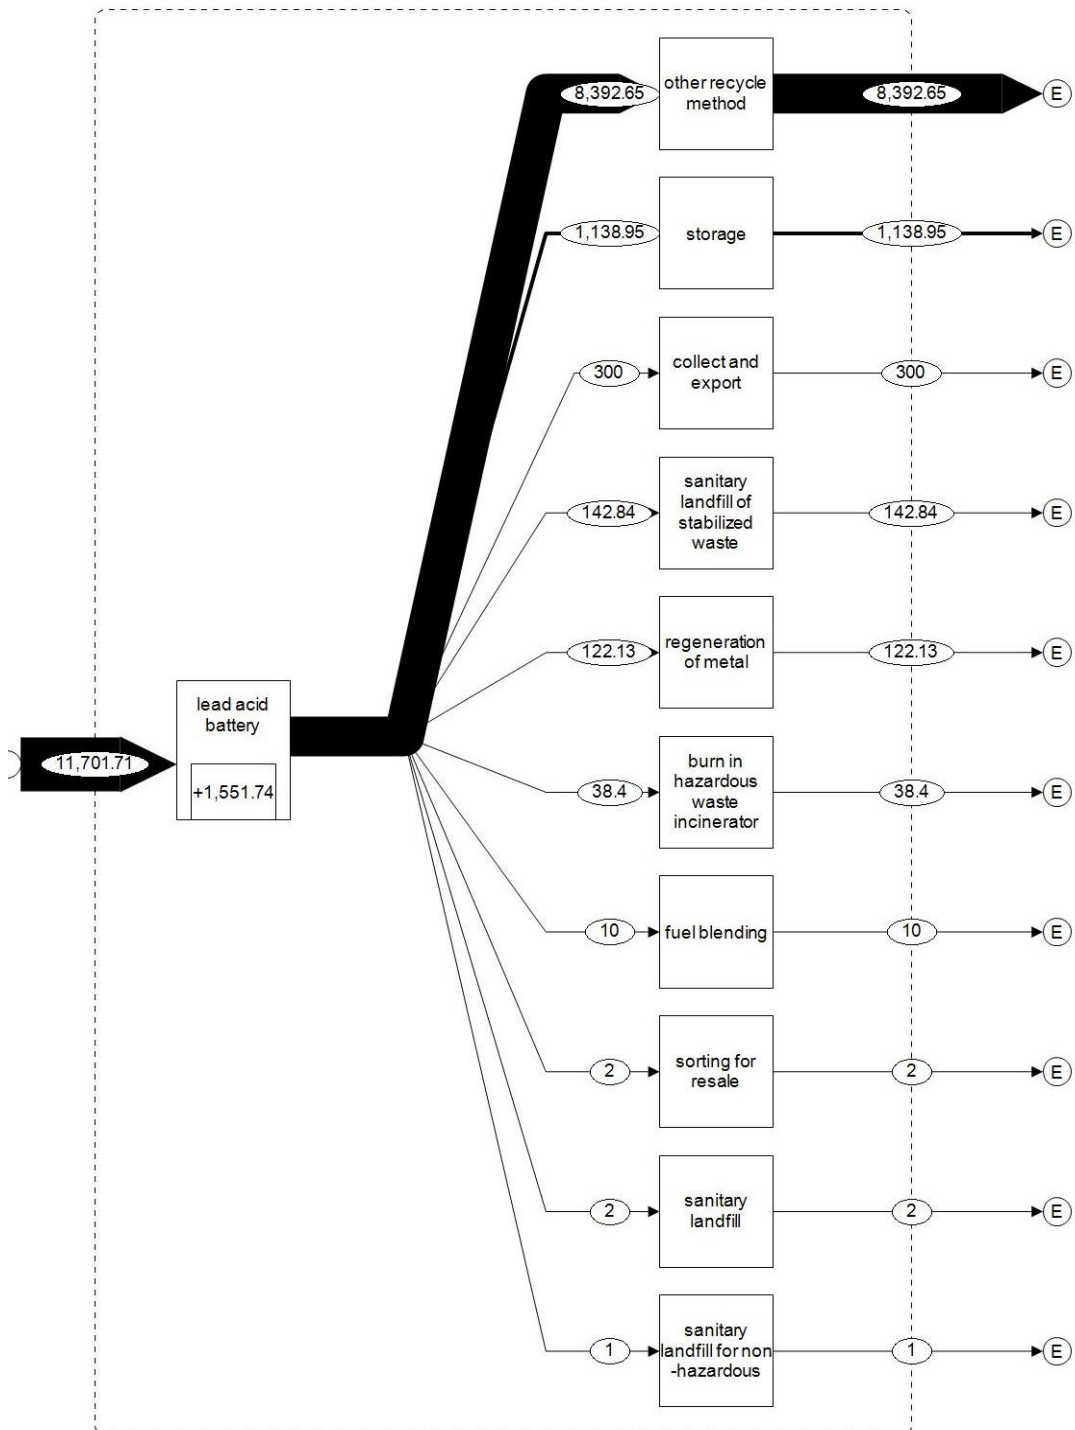 8,392.65
other recycle
method
8,392.65
E
1,138.95
storage
1,138.95
E
300
collect and
export
300
E
142.84
sanitary
landfill of
stabilized
waste
142.84
E
122.13
regeneration
of metal
122.13
E
11,701.71
lead acid
battery
+1,551.74
38.4
burn in
hazardous
waste
incinerator
38.4
E
10
fuel blending
10
E
2
sorting for
resale
2
E
2
sanitary
landfill
2
E
1
sanitary
landfill for non
-hazardous
1
E